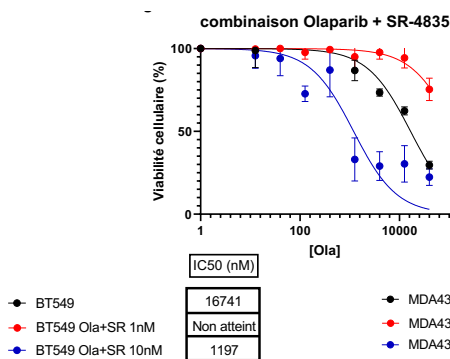 combinaison Olaparib + SR-4835
Viabilité cellulaire (%)
100
50
0
1
100
10000
[Ola]
IC50 (nM)
BT549
16741
MDA43
BT549 Ola+SR 1nM
Non atteint
MDA43
BT549 Ola+SR 10nM
1197
MDA43